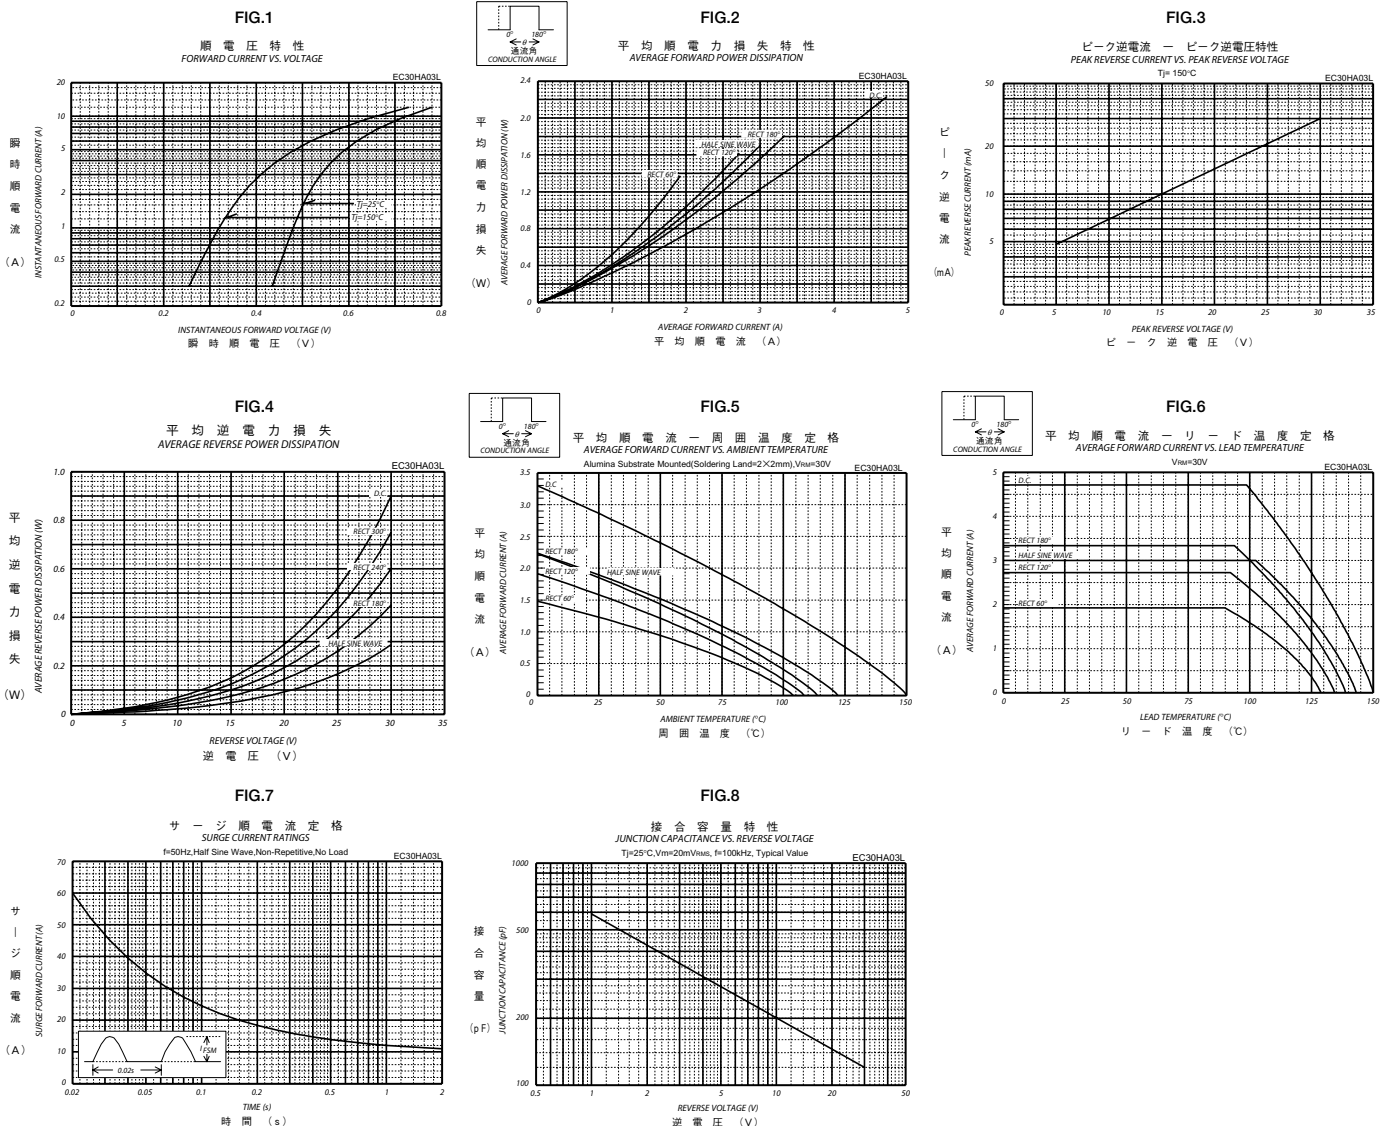 FIG.1
順 電 圧 特 性
FORWARD CURRENT VS. VOLTAGE
EC30HA03L
20
10
5
2
1
0.5
0.2
0
0.2
0.4
0.6
0.8
Tj=25°C
Tj=150°C
瞬 時 順 電 流 (A)
INSTANTANEOUS FORWARD CURRENT (A)
INSTANTANEOUS FORWARD VOLTAGE (V)
瞬 時 順 電 圧 (V)
FIG.2
0° 180°
θ
通流角
CONDUCTION ANGLE
平 均 順 電 力 損 失 特 性
AVERAGE FORWARD POWER DISSIPATION
EC30HA03L
2.4
2.0
1.6
1.2
0.8
0.4
0
0
1
2
3
4
5
D.C.
RECT 180°
HALF SINE WAVE
RECT 120°
RECT 60°
平 均 順 電 力 損 失 (W)
AVERAGE FORWARD POWER DISSIPATION (W)
AVERAGE FORWARD CURRENT (A)
平 均 順 電 流 (A)
FIG.3
ピーク逆電流 ー ピーク逆電圧特性
PEAK REVERSE CURRENT VS. PEAK REVERSE VOLTAGE
Tj= 150°C
EC30HA03L
50
20
10
5
0
5
10
15
20
25
30
35
ピ ー ク 逆 電 流 (mA)
PEAK REVERSE CURRENT (mA)
PEAK REVERSE VOLTAGE (V)
ピ ー ク 逆 電 圧 (V)
FIG.4
平 均 逆 電 力 損 失
AVERAGE REVERSE POWER DISSIPATION
EC30HA03L
1.0
0.8
0.6
0.4
0.2
0
0
5
10
15
20
25
30
35
D.C
RECT 300°
RECT 240°
RECT 180°
HALF SINE WAVE
平 均 逆 電 力 損 失 (W)
AVERAGE REVERSE POWER DISSIPATION (W)
REVERSE VOLTAGE (V)
逆 電 圧 (V)
FIG.5
0° 180°
θ
通流角
CONDUCTION ANGLE
平 均 順 電 流 ー 周 囲 温 度 定 格
AVERAGE FORWARD CURRENT VS. AMBIENT TEMPERATURE
Alumina Substrate Mounted(Soldering Land=2×2mm),VRM=30V
EC30HA03L
3.5
3.0
2.5
2.0
1.5
1.0
0.5
0
0
25
50
75
100
125
150
D.C
RECT 180°
HALF SINE WAVE
RECT 120°
RECT 60°
平 均 順 電 流 (A)
AVERAGE FORWARD CURRENT (A)
AMBIENT TEMPERATURE (°C)
周 囲 温 度 (℃)
FIG.6
0° 180°
θ
通流角
CONDUCTION ANGLE
平 均 順 電 流 ー リ ー ド 温 度 定 格
AVERAGE FORWARD CURRENT VS. LEAD TEMPERATURE
VRM=30V
EC30HA03L
5
4
3
2
1
0
0
25
50
75
100
125
150
D.C.
RECT 180°
HALF SINE WAVE
RECT 120°
RECT 60°
平 均 順 電 流 (A)
AVERAGE FORWARD CURRENT (A)
LEAD TEMPERATURE (°C)
リ ー ド 温 度 (℃)
FIG.7
サ ー ジ 順 電 流 定 格
SURGE CURRENT RATINGS
f=50Hz,Half Sine Wave,Non-Repetitive,No Load
EC30HA03L
70
60
50
40
30
20
10
0
0.02
0.05
0.1
0.2
0.5
1
2
IFSM
0.02s
サ ー ジ 順 電 流 (A)
SURGE FORWARD CURRENT(A)
TIME (s)
時 間 (s)
FIG.8
接 合 容 量 特 性
JUNCTION CAPACITANCE VS. REVERSE VOLTAGE
Tj=25°C,Vm=20mVRMS, f=100kHz, Typical Value
EC30HA03L
1000
500
200
100
0.5
1
2
5
10
20
50
接 合 容 量 (pF)
JUNCTION CAPACITANCE (pF)
REVERSE VOLTAGE (V)
逆 電 圧 (V)